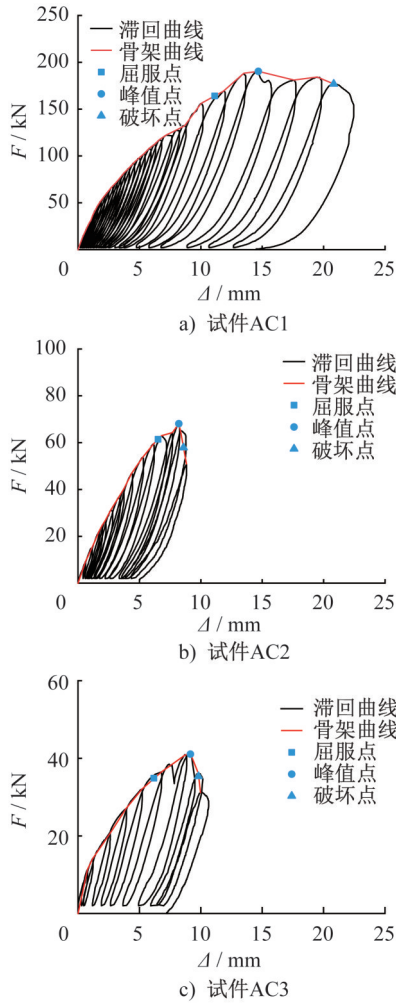 250
200
150
100
50
0
F / kN
滞回曲线
骨架曲线
屈服点
峰值点
破坏点
5 10 15 20 25
Δ / mm
a) 试件AC1
100
80
60
40
20
0
F / kN
滞回曲线
骨架曲线
屈服点
峰值点
破坏点
5 10 15 20 25
Δ / mm
b) 试件AC2
60
40
20
0
F / kN
滞回曲线
骨架曲线
屈服点
峰值点
破坏点
5 10 15 20 25
Δ / mm
c) 试件AC3